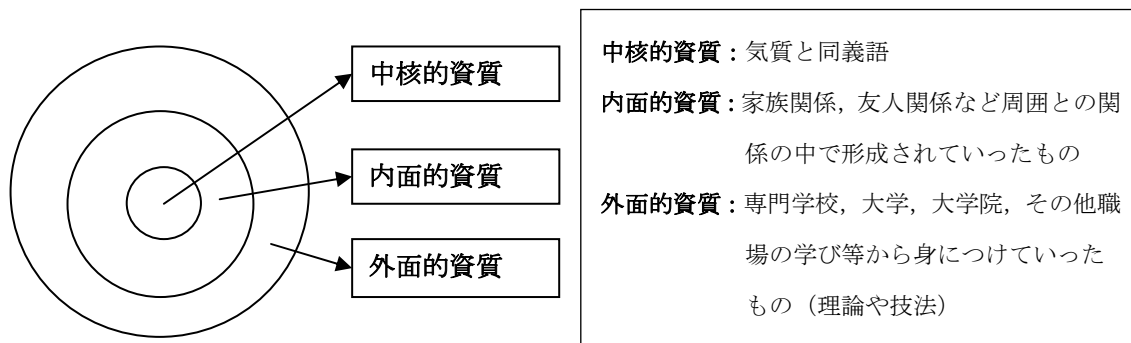 中核的資質
内面的資質
外面的資質
中核的資質：気質と同義語
内面的資質：家族関係，友人関係など周囲との関
係の中で形成されていったもの
外面的資質：専門学校，大学，大学院，その他職
場の学び等から身につけていった
もの（理論や技法）